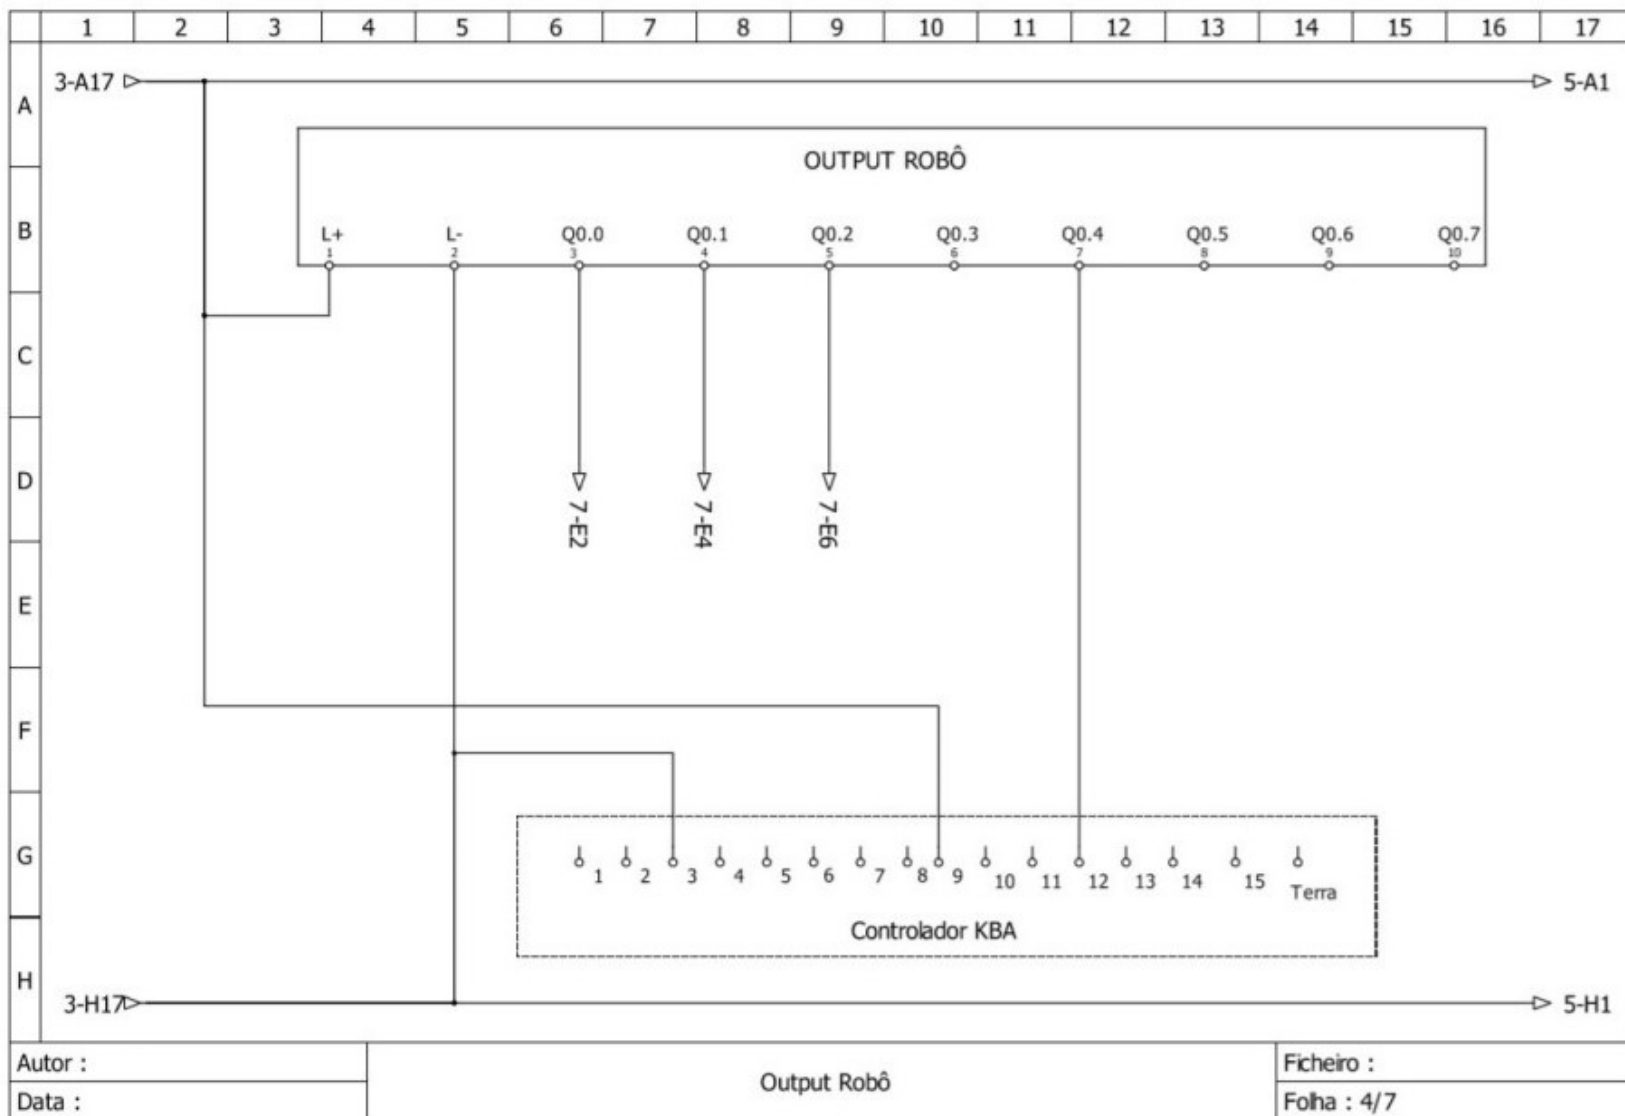 1 2 3 4 5 6 7 8 9 10 11 12 13 14 15 16 17
3-A17 5-A1
A
OUTPUT ROBÔ
B
L+ L- Q0.0 Q0.1 Q0.2 Q0.3 Q0.4 Q0.5 Q0.6 Q0.7
1 2 3 4 5 6 7 8 9 10
C
D
7-E2 7-E4 7-E6
E
F
G
1 2 3 4 5 6 7 8 9 10 11 12 13 14 15 Terra
Controlador KBA
H
3-H17 5-H1
Autor :
Data :
Output Robô
Ficheiro :
Folha : 4/7